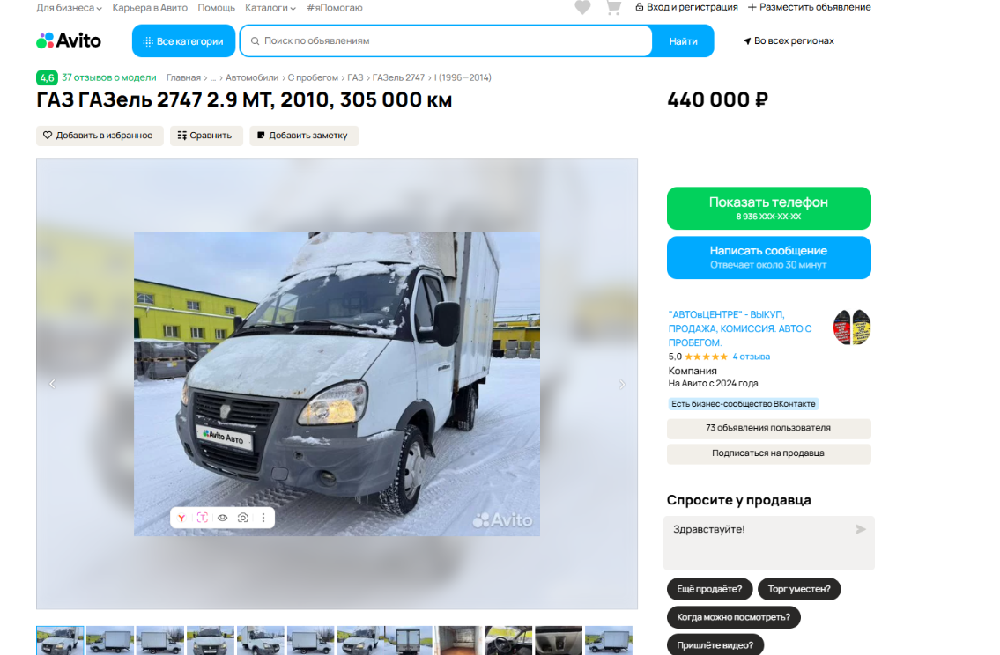 Для бизнеса Карьера в Авито Помощь Каталоги #яПомогаю Вход и регистрация Разместить объявление
Avito Все категории Поиск по объявлениям Найти Во всех регионах
4,6 37 отзывов о модели Главная › ... › Автомобили › С пробегом › ГАЗ › ГАЗель 2747 › I (1996—2014)
ГАЗ ГАЗель 2747 2.9 MT, 2010, 305 000 км 440 000 ₽
Добавить в избранное Сравнить Добавить заметку
Показать телефон
8 936 XXX-XX-XX
Написать сообщение
Отвечает около 30 минут
"АВТОвЦЕНТРЕ" - ВЫКУП,
ПРОДАЖА, КОМИССИЯ. АВТО С
ПРОБЕГОМ.
5,0 4 отзыва
Компания
На Авито с 2024 года
Есть бизнес-сообщество ВКонтакте
73 объявления пользователя
Подписаться на продавца
Avito Авто
Avito
Спросите у продавца
Здравствуйте!
Ещё продаёте? Торг уместен?
Когда можно посмотреть?
Пришлёте видео?